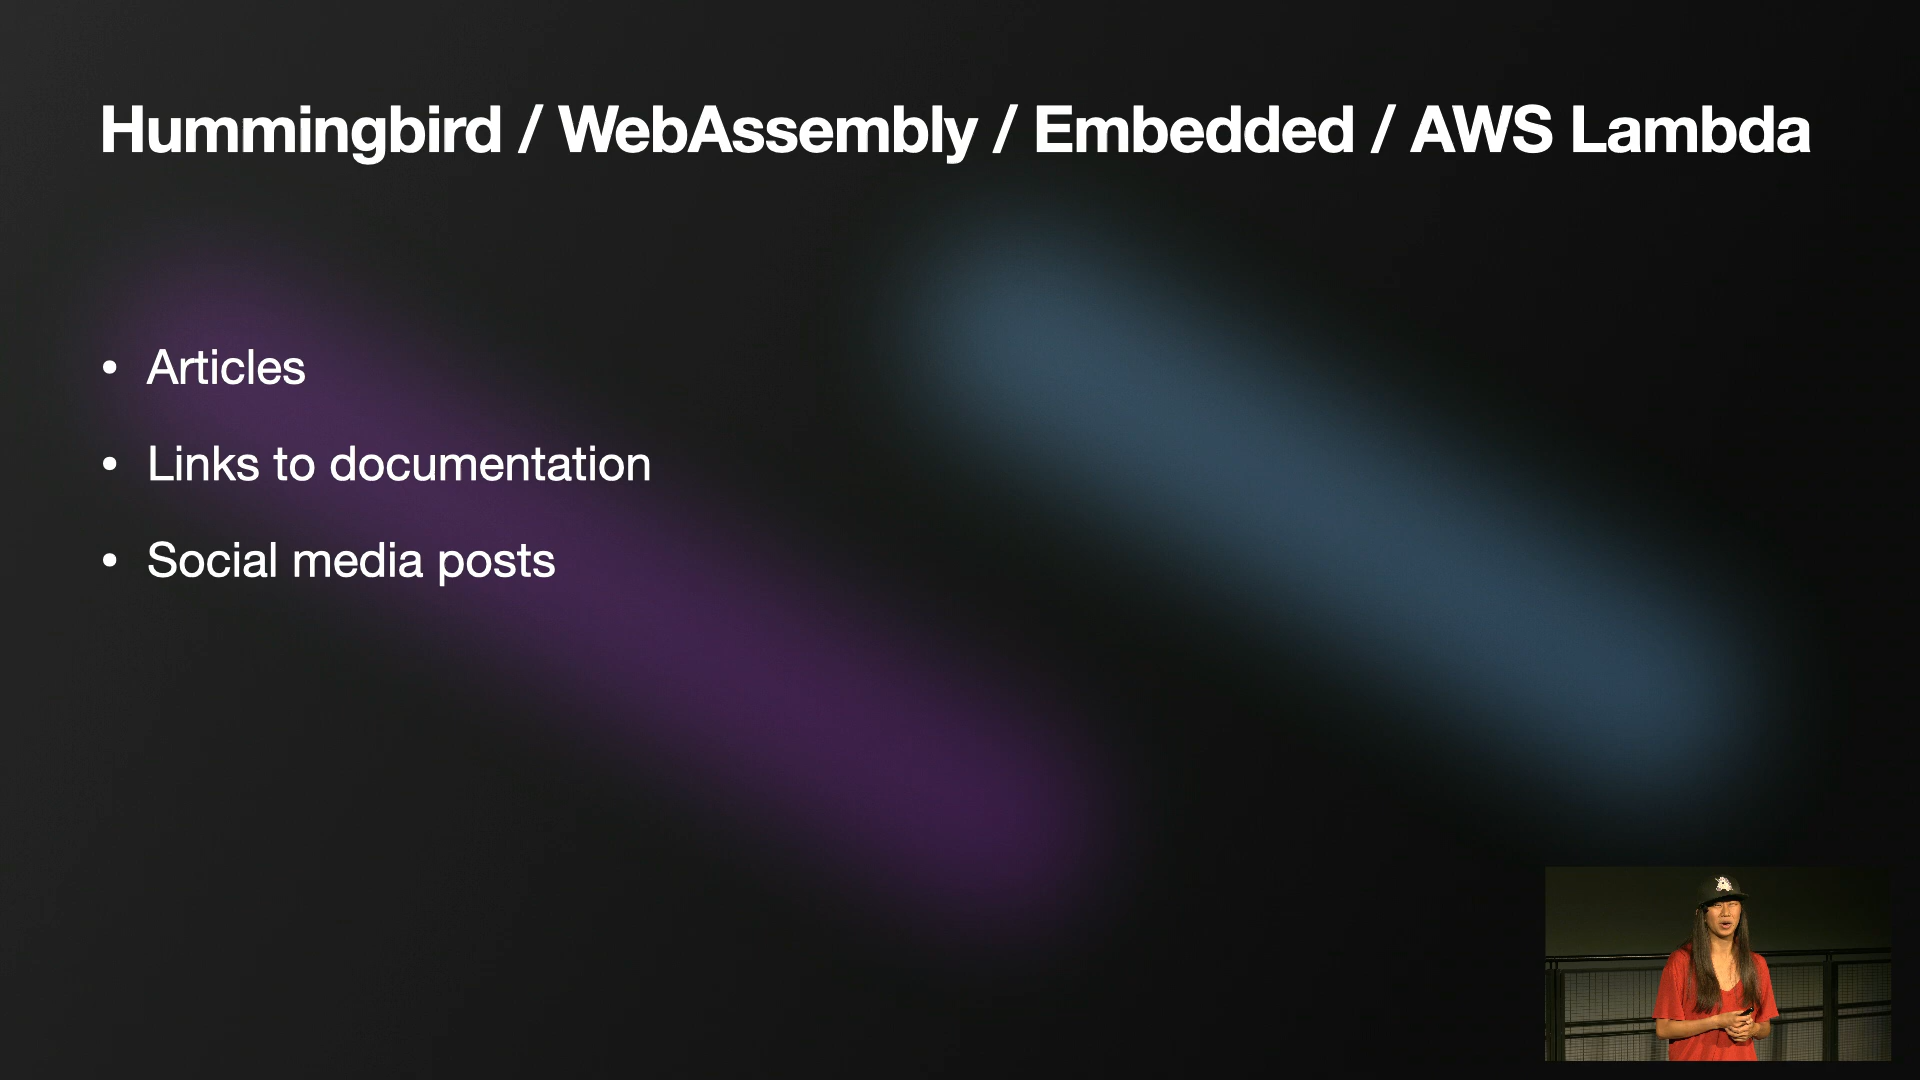 Hummingbird / WebAssembly / Embedded / AWS Lambda
• Articles
• Links to documentation
• Social media posts